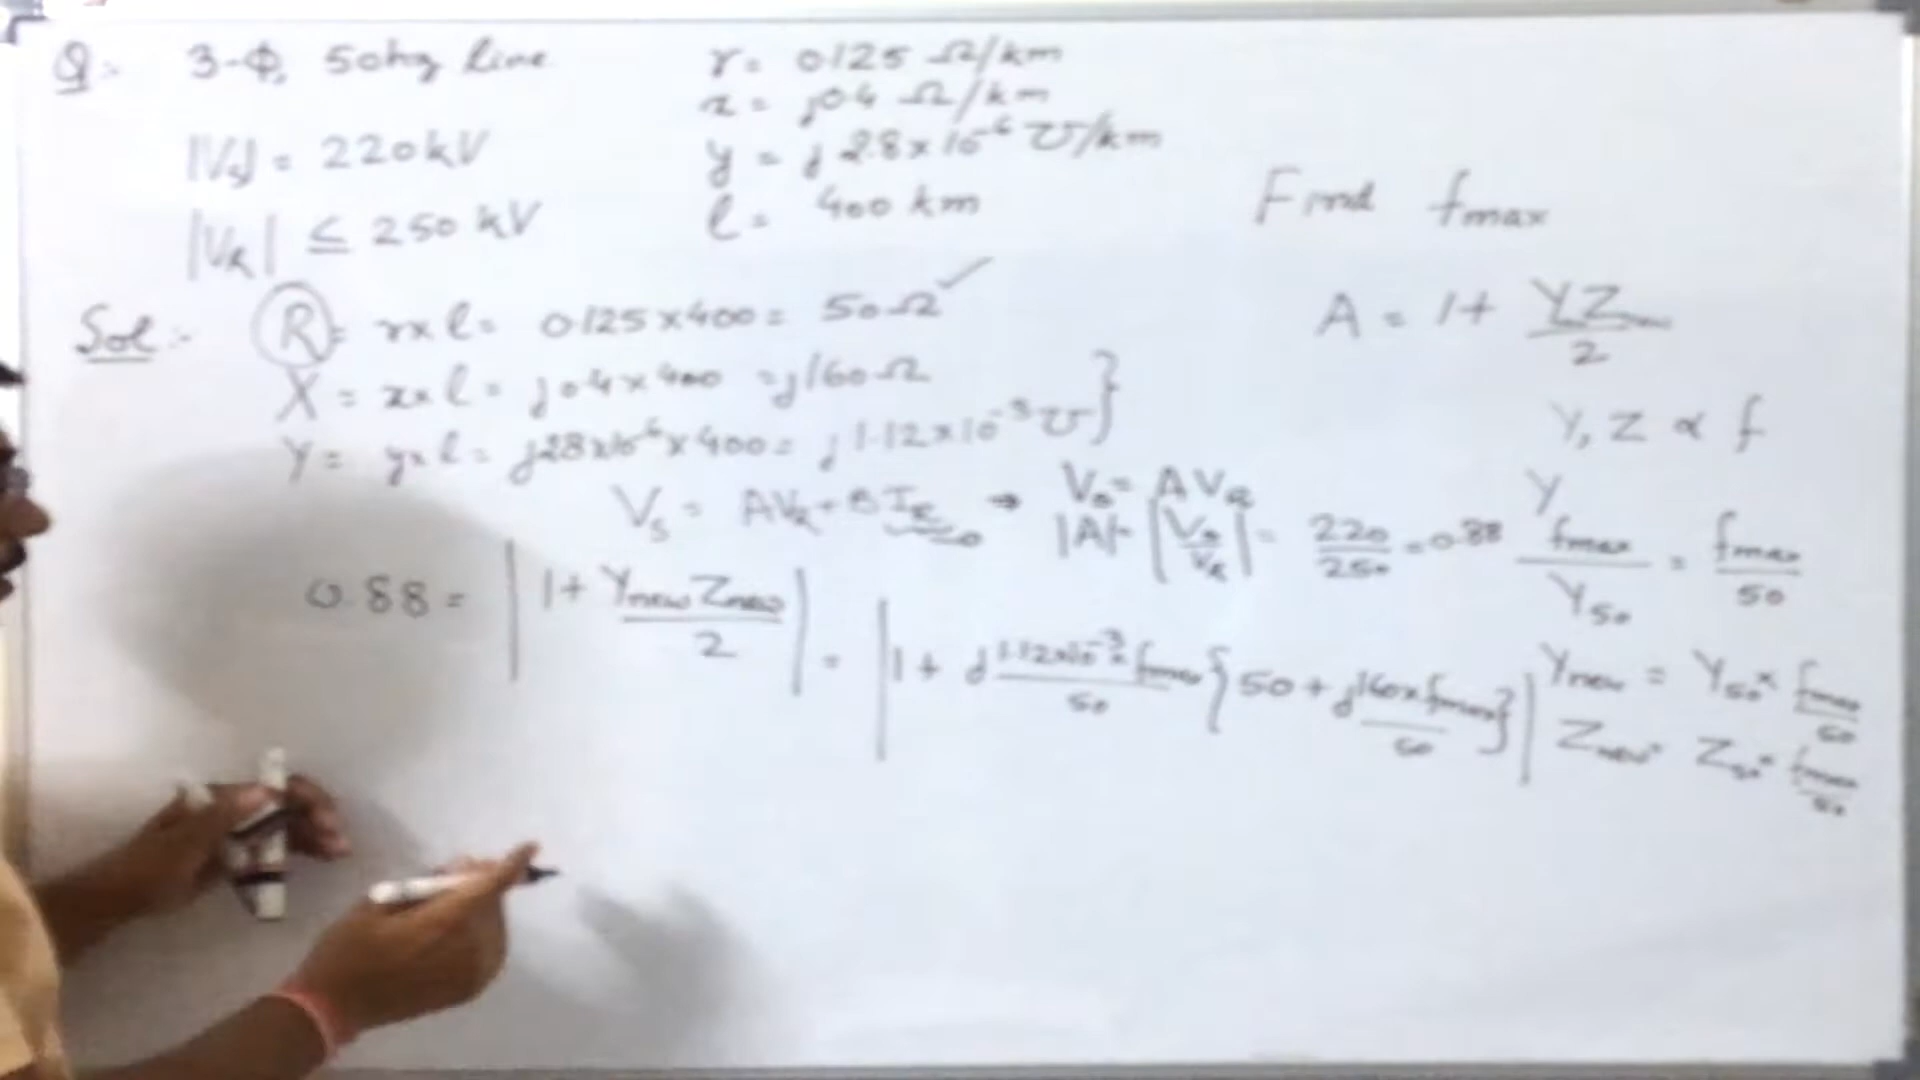 Q:- 3-Φ, 50hz line r = 0.125 Ω/km
x = j0.4 Ω/km
|Vs| = 220kV y = j 2.8×10^-6 ℧/km
|VR| ≤ 250 kV l = 400 km Find fmax
Sol:- R = r×l = 0.125×400 = 50Ω ✓ A = 1 + YZ/2
X = x×l = j0.4×400 = j160Ω
Y = y×l = j2.8×10^-6×400 = j1.12×10^-3 ℧ } Y, Z ∝ f
Vs = AVR + BIR → Vs = AVR
|A| = |Vs/VR| = 220/250 = 0.88 Yfmax/Y50 = fmax/50
0.88 = |1 + Ynew Znew/2| = |1 + j 1.12×10^-3 × fmax/50 {50 + j160×fmax/50}| Ynew = Y50 × fmax/50
Znew = Z50 × fmax/50